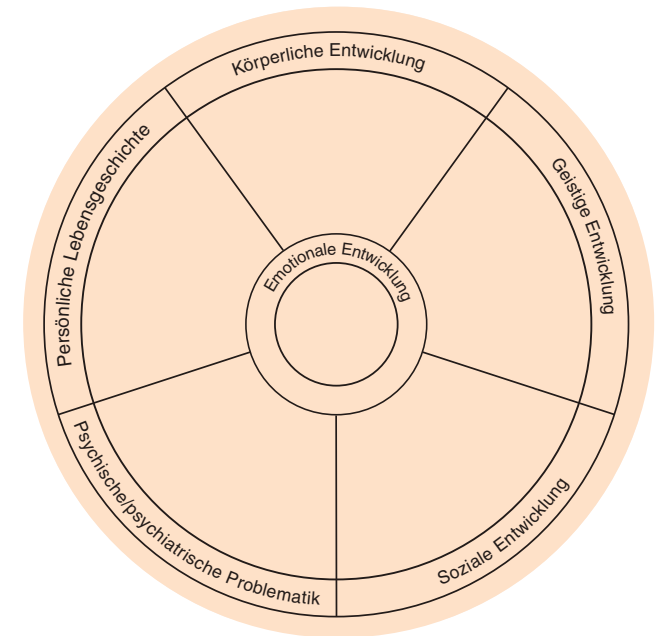 Körperliche Entwicklung
Geistige Entwicklung
Soziale Entwicklung
Psychische/psychiatrische Problematik
Persönliche Lebensgeschichte
Emotionale Entwicklung